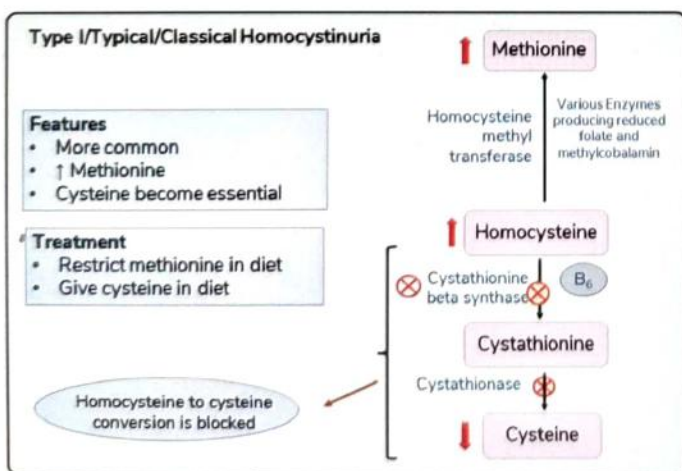 Type I/Typical/Classical Homocystinuria
Features
• More common
• ↑ Methionine
• Cysteine become essential
Treatment
• Restrict methionine in diet
• Give cysteine in diet
Homocysteine to cysteine
conversion is blocked
Methionine
Homocysteine
methyl
transferase
Various Enzymes
producing reduced
folate and
methylcobalamin
Homocysteine
Cystathionine
beta synthase
B₆
Cystathionine
Cystathionase
Cysteine